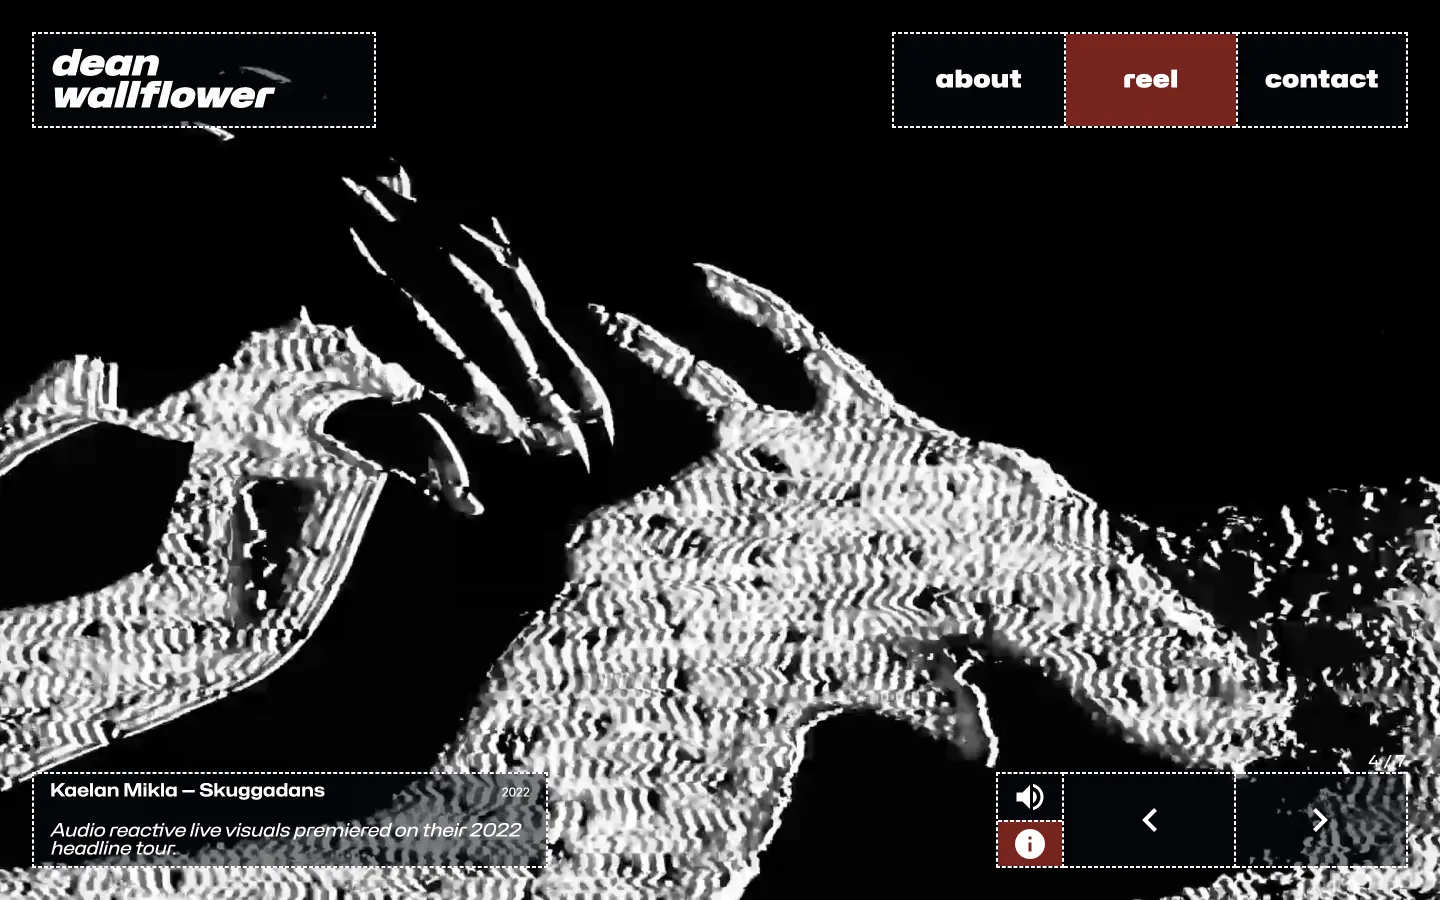 dean
wallflower
about
reel
contact
4 / 7
Kaelan Mikla – Skuggadans
2022
Audio reactive live visuals premiered on their 2022
headline tour.